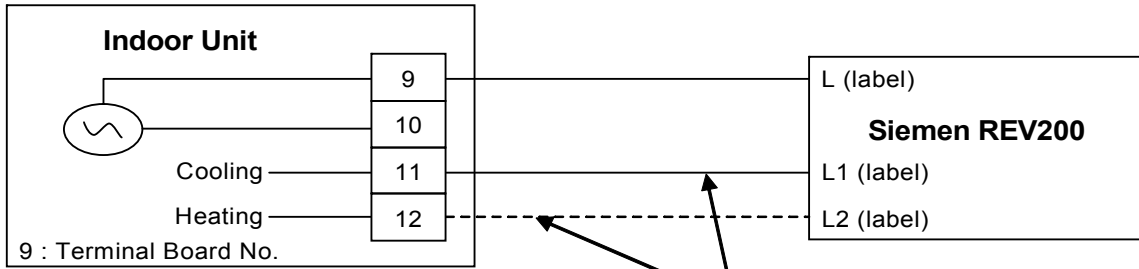 Indoor Unit
9
L (label)
10
Siemen REV200
Cooling
11
L1 (label)
Heating
12
L2 (label)
9 : Terminal Board No.